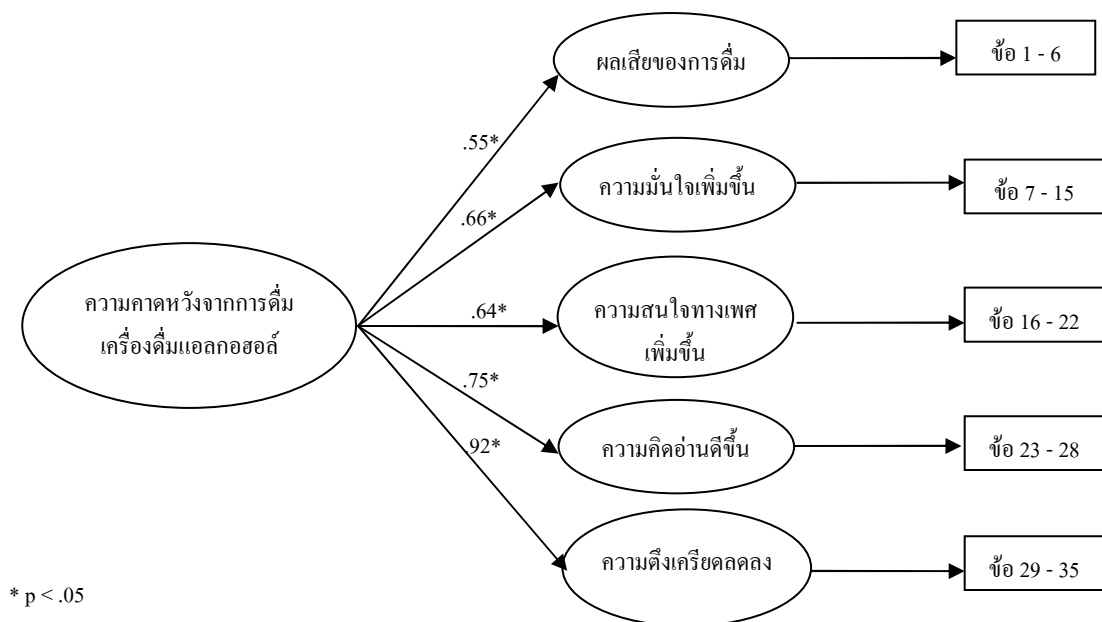 ผลเสียของการดื่ม
ข้อ 1 - 6
.55*
ความมั่นใจเพิ่มขึ้น
ข้อ 7 - 15
.66*
ความคาดหวังจากการดื่ม
เครื่องดื่มแอลกอฮอล์
.64*
ความสนใจทางเพศ
เพิ่มขึ้น
ข้อ 16 - 22
.75*
ความคิดอ่านดีขึ้น
ข้อ 23 - 28
.92*
ความตึงเครียดลดลง
ข้อ 29 - 35
* p < .05